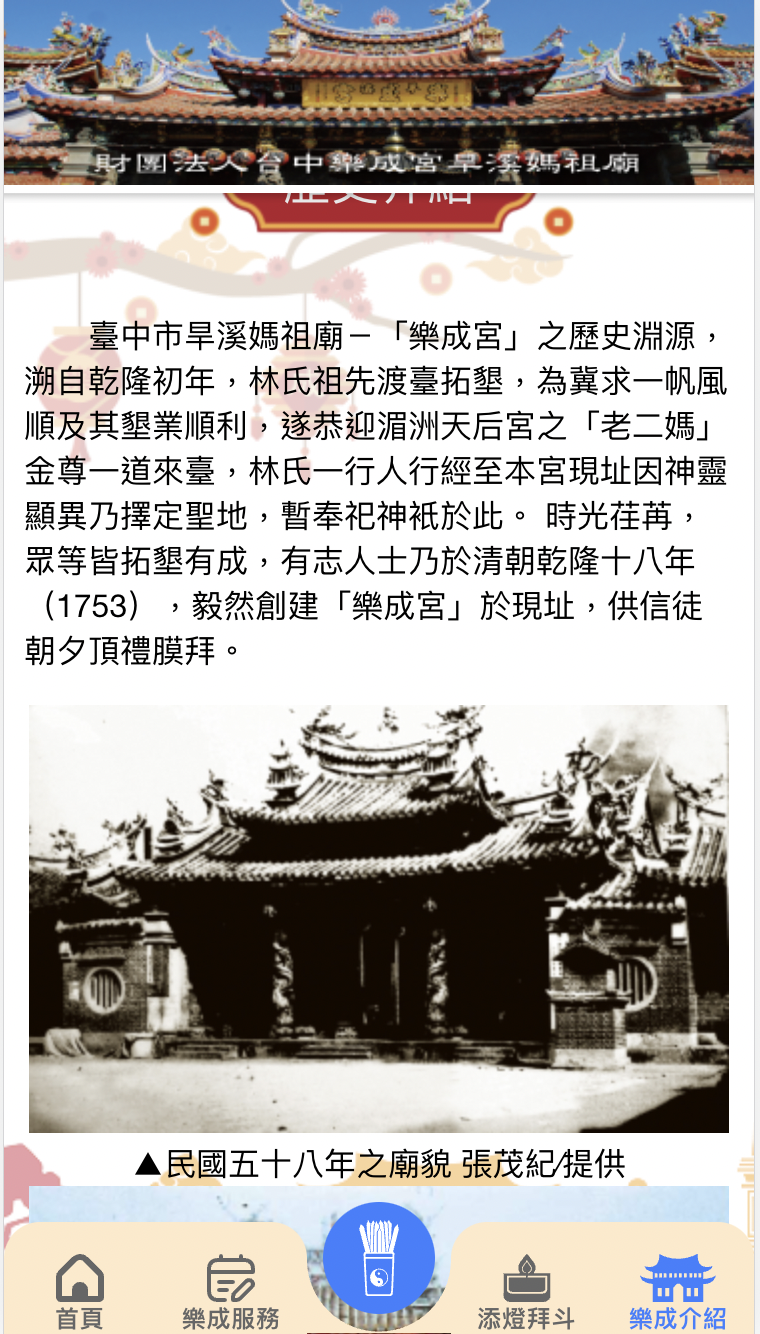 財團法人台中樂成宮旱溪媽祖廟
歷史介紹
臺中市旱溪媽祖廟－「樂成宮」之歷史淵源，
溯自乾隆初年，林氏祖先渡臺拓墾，為冀求一帆風
順及其墾業順利，遂恭迎湄洲天后宮之「老二媽」
金尊一道來臺，林氏一行人行經至本宮現址因神靈
顯異乃擇定聖地，暫奉祀神祇於此。 時光荏苒，
眾等皆拓墾有成，有志人士乃於清朝乾隆十八年
（1753），毅然創建「樂成宮」於現址，供信徒
朝夕頂禮膜拜。
▲民國五十八年之廟貌 張茂紀∕提供
首頁
樂成服務
添燈拜斗
樂成介紹